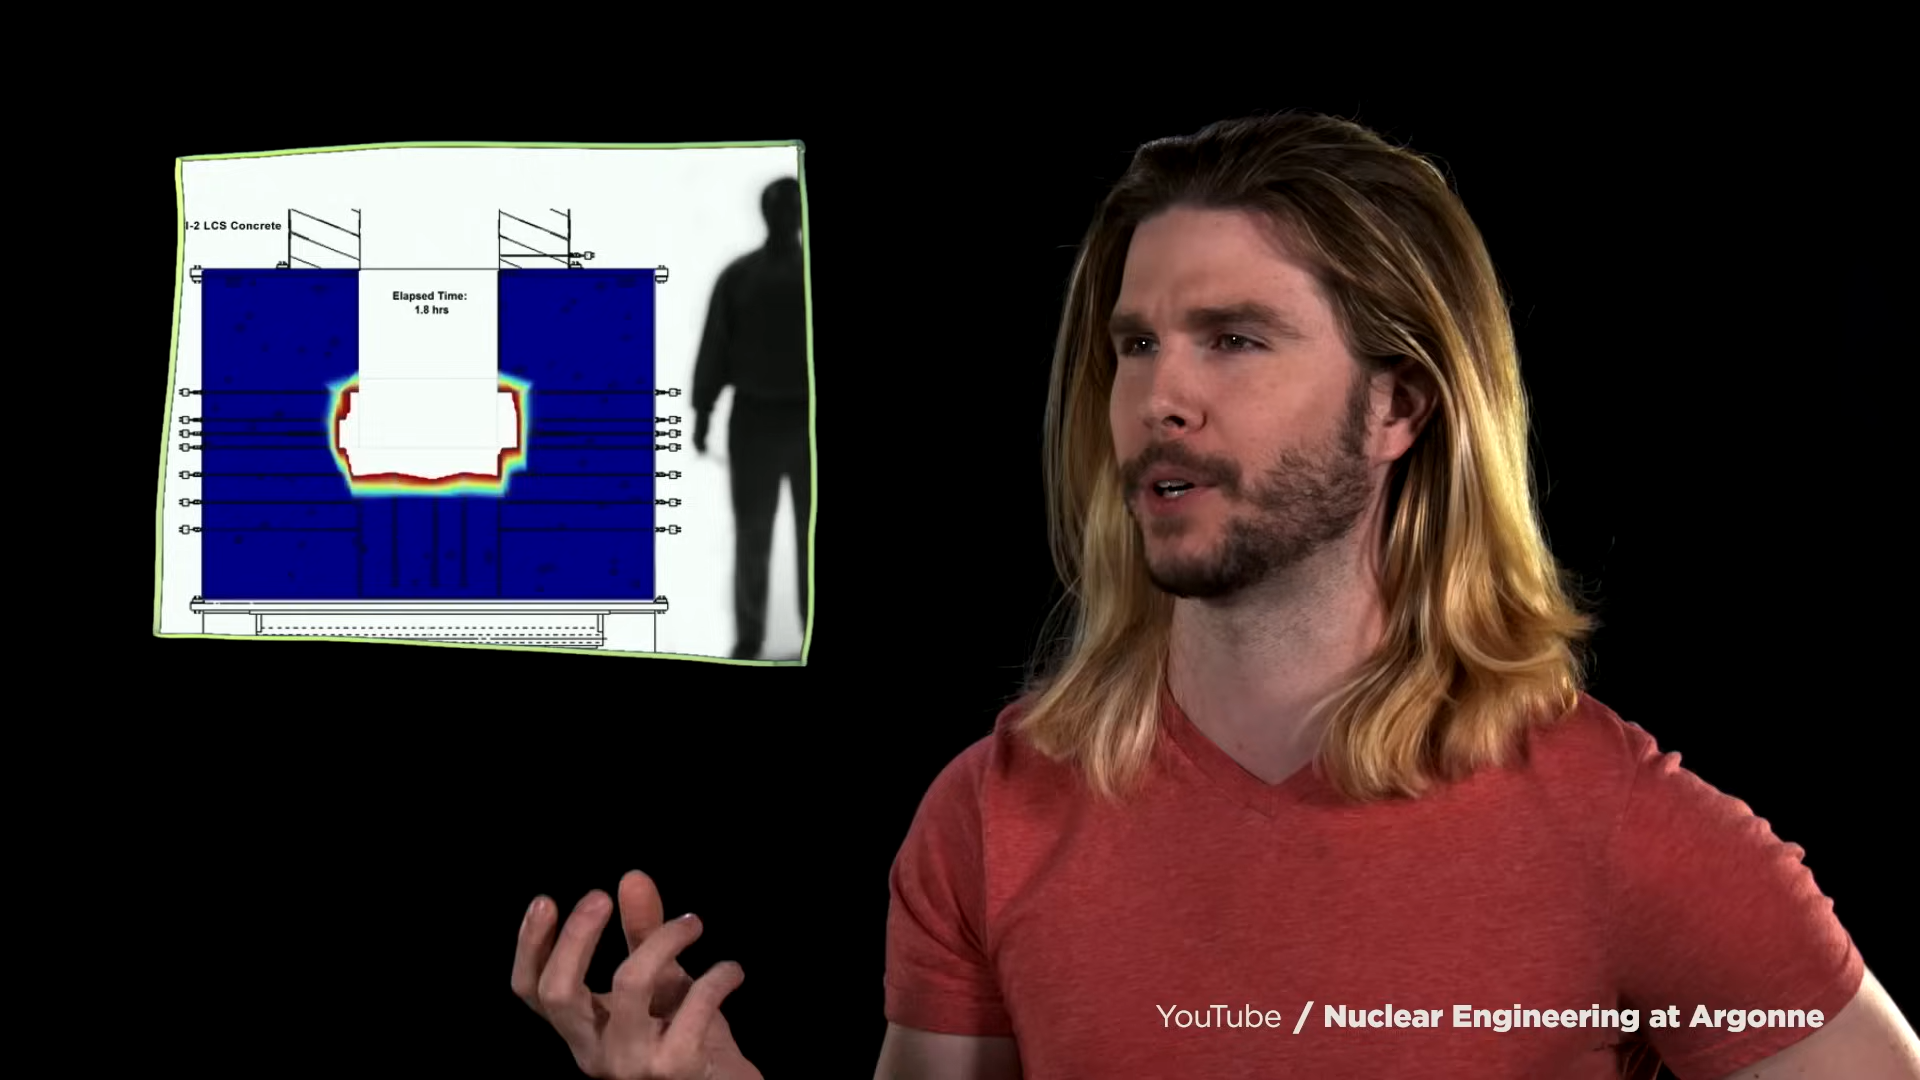 I-2 LCS Concrete
Elapsed Time:
1.8 hrs
YouTube / Nuclear Engineering at Argonne